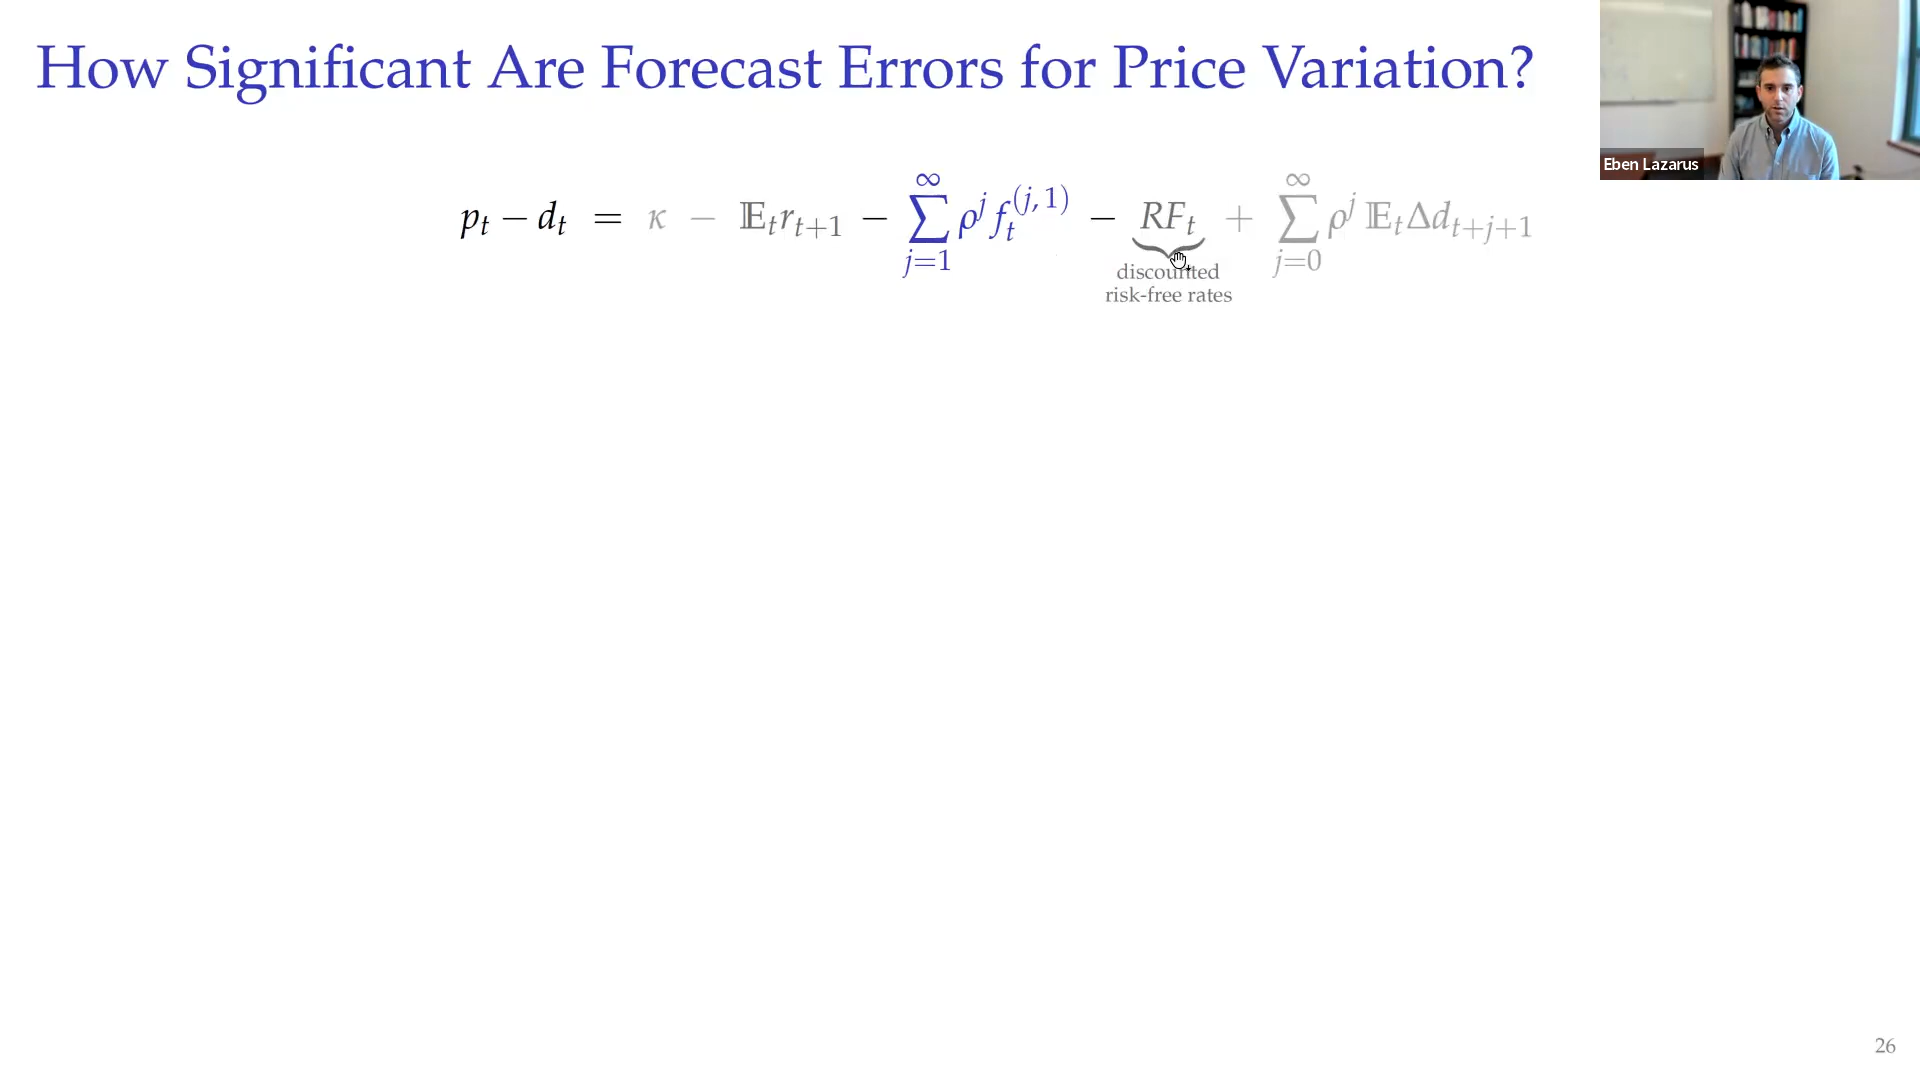 How Significant Are Forecast Errors for Price Variation?
Eben Lazarus
p_t − d_t = κ − 𝔼_t r_{t+1} − ∑_{j=1}^{∞} ρ^j f_t^{(j,1)} − RF_t + ∑_{j=0}^{∞} ρ^j 𝔼_t Δd_{t+j+1}
discounted
risk-free rates
26